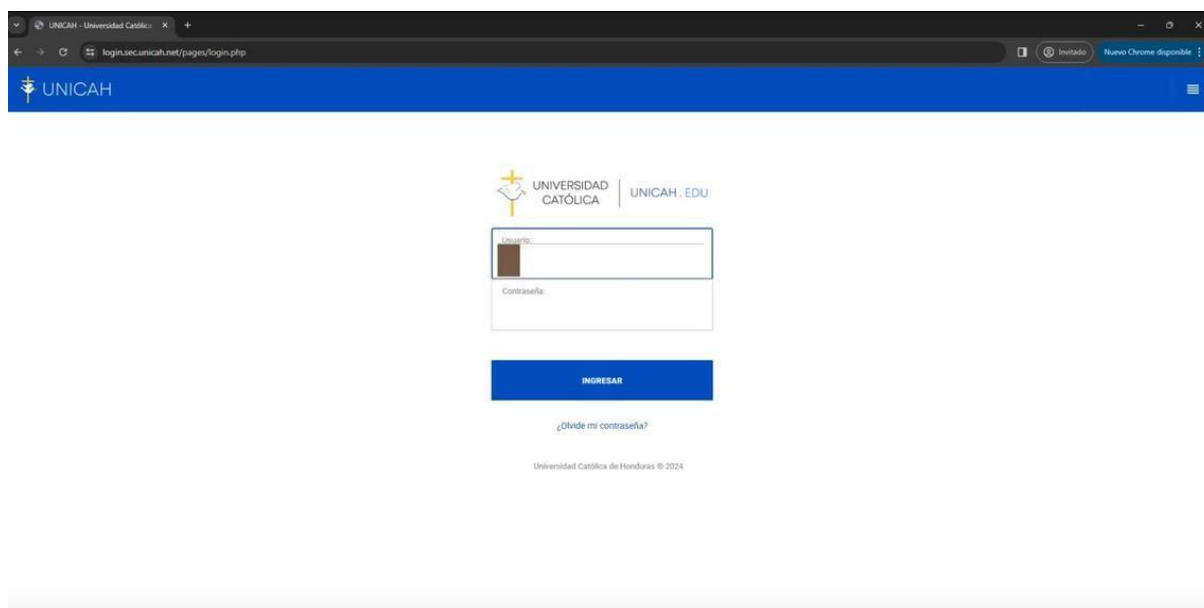 UNICAH - Universidad Católica
login.sec.unicah.net/pages/login.php
Invitado
Nuevo Chrome disponible
UNICAH
UNIVERSIDAD CATÓLICA
UNICAH.EDU
Usuario:
Contraseña:
INGRESAR
¿Olvide mi contraseña?
Universidad Católica de Honduras ® 2024